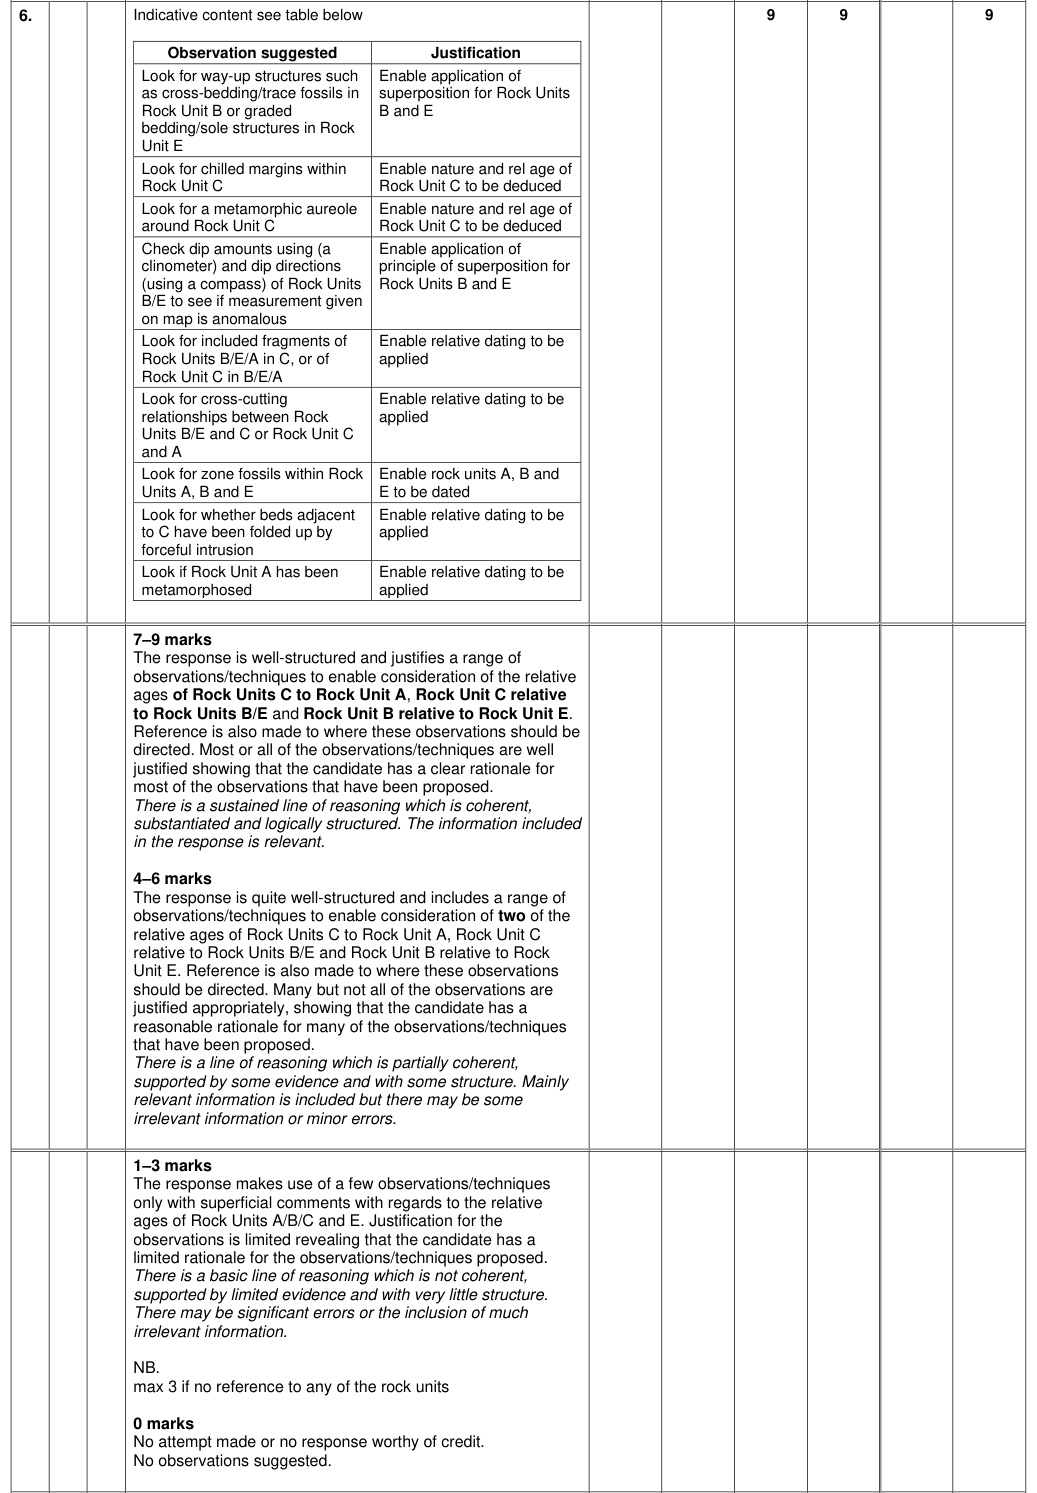 6.
Indicative content see table below
9
9
9
Observation suggested
Justification
Look for way-up structures such
as cross-bedding/trace fossils in
Rock Unit B or graded
bedding/sole structures in Rock
Unit E
Enable application of
superposition for Rock Units
B and E
Look for chilled margins within
Rock Unit C
Enable nature and rel age of
Rock Unit C to be deduced
Look for a metamorphic aureole
around Rock Unit C
Enable nature and rel age of
Rock Unit C to be deduced
Check dip amounts using (a
clinometer) and dip directions
(using a compass) of Rock Units
B/E to see if measurement given
on map is anomalous
Enable application of
principle of superposition for
Rock Units B and E
Look for included fragments of
Rock Units B/E/A in C, or of
Rock Unit C in B/E/A
Enable relative dating to be
applied
Look for cross-cutting
relationships between Rock
Units B/E and C or Rock Unit C
and A
Enable relative dating to be
applied
Look for zone fossils within Rock
Units A, B and E
Enable rock units A, B and
E to be dated
Look for whether beds adjacent
to C have been folded up by
forceful intrusion
Enable relative dating to be
applied
Look if Rock Unit A has been
metamorphosed
Enable relative dating to be
applied
7–9 marks
The response is well-structured and justifies a range of
observations/techniques to enable consideration of the relative
ages of Rock Units C to Rock Unit A, Rock Unit C relative
to Rock Units B/E and Rock Unit B relative to Rock Unit E.
Reference is also made to where these observations should be
directed. Most or all of the observations/techniques are well
justified showing that the candidate has a clear rationale for
most of the observations that have been proposed.
There is a sustained line of reasoning which is coherent,
substantiated and logically structured. The information included
in the response is relevant.
4–6 marks
The response is quite well-structured and includes a range of
observations/techniques to enable consideration of two of the
relative ages of Rock Units C to Rock Unit A, Rock Unit C
relative to Rock Units B/E and Rock Unit B relative to Rock
Unit E. Reference is also made to where these observations
should be directed. Many but not all of the observations are
justified appropriately, showing that the candidate has a
reasonable rationale for many of the observations/techniques
that have been proposed.
There is a line of reasoning which is partially coherent,
supported by some evidence and with some structure. Mainly
relevant information is included but there may be some
irrelevant information or minor errors.
1–3 marks
The response makes use of a few observations/techniques
only with superficial comments with regards to the relative
ages of Rock Units A/B/C and E. Justification for the
observations is limited revealing that the candidate has a
limited rationale for the observations/techniques proposed.
There is a basic line of reasoning which is not coherent,
supported by limited evidence and with very little structure.
There may be significant errors or the inclusion of much
irrelevant information.
NB.
max 3 if no reference to any of the rock units
0 marks
No attempt made or no response worthy of credit.
No observations suggested.